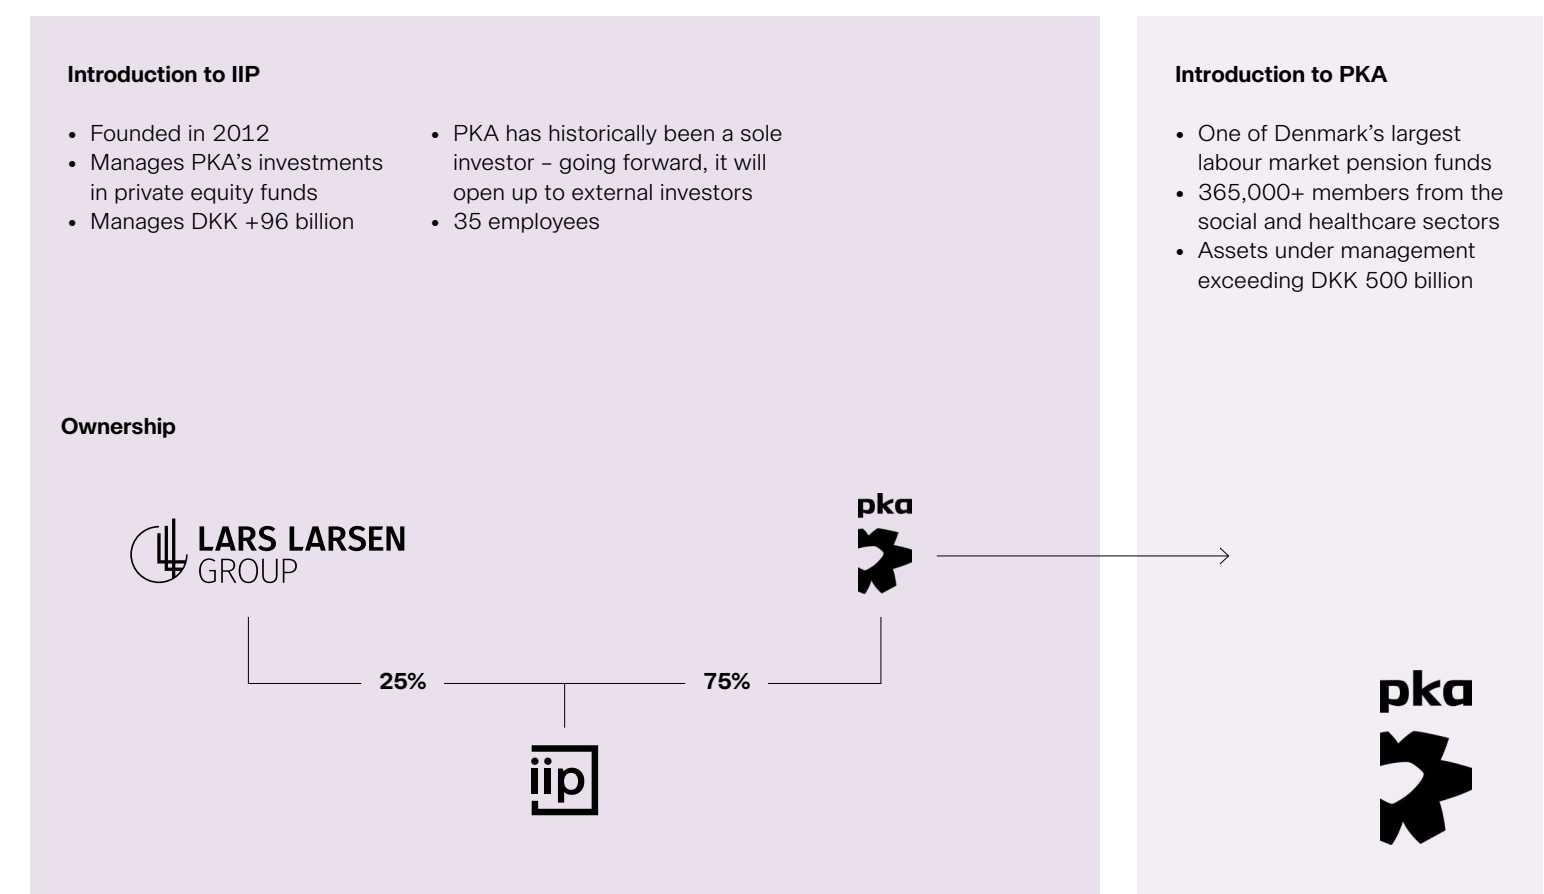 Introduction to IIP
• Founded in 2012
• Manages PKA's investments
in private equity funds
• Manages DKK +96 billion
• PKA has historically been a sole
investor – going forward, it will
open up to external investors
• 35 employees
Ownership
LARS LARSEN
GROUP
pka
25%
75%
iip
Introduction to PKA
• One of Denmark's largest
labour market pension funds
• 365,000+ members from the
social and healthcare sectors
• Assets under management
exceeding DKK 500 billion
pka